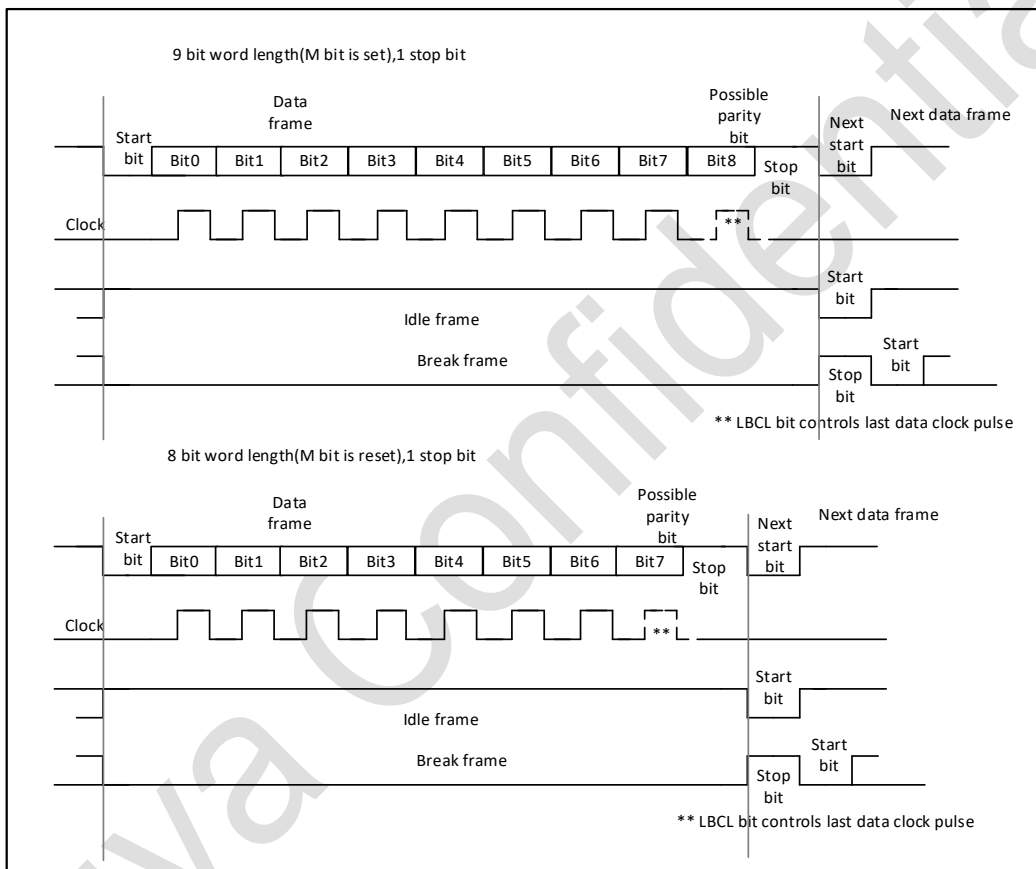 9 bit word length(M bit is set),1 stop bit
Data
frame
Possible
parity
bit
Start
bit
Bit0
Bit1
Bit2
Bit3
Bit4
Bit5
Bit6
Bit7
Bit8
Stop
bit
Next
start
bit
Next data frame
Clock
**
Start
bit
Idle frame
Break frame
Start
bit
Stop
bit
** LBCL bit controls last data clock pulse
8 bit word length(M bit is reset),1 stop bit
Data
frame
Possible
parity
bit
Start
bit
Bit0
Bit1
Bit2
Bit3
Bit4
Bit5
Bit6
Bit7
Stop
bit
Next
start
bit
Next data frame
Clock
**
Start
bit
Idle frame
Break frame
Start
bit
Stop
bit
** LBCL bit controls last data clock pulse